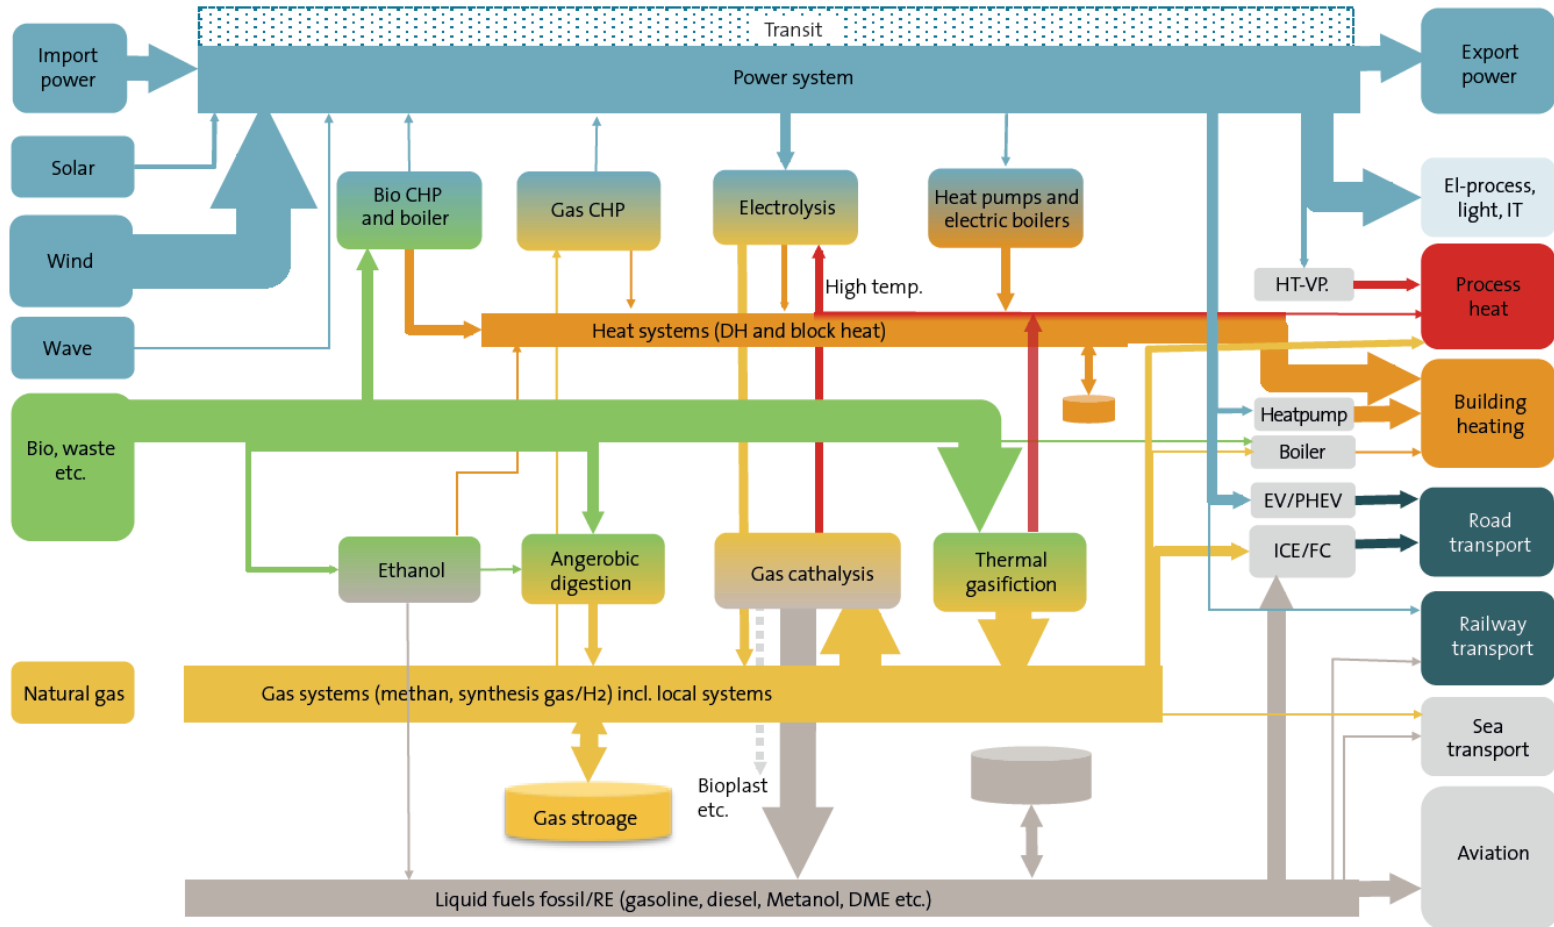 Transit
Import
power
Power system
Export
power
Solar
Bio CHP
and boiler
Gas CHP
Electrolysis
Heat pumps and
electric boilers
El-process,
light, IT
Wind
High temp.
HT-VP.
Process
heat
Wave
Heat systems (DH and block heat)
Bio, waste
etc.
Heatpump
Boiler
Building
heating
EV/PHEV
ICE/FC
Road
transport
Ethanol
Angerobic
digestion
Gas cathalysis
Thermal
gasifiction
Railway
transport
Natural gas
Gas systems (methan, synthesis gas/H2) incl. local systems
Sea
transport
Bioplast
etc.
Gas stroage
Aviation
Liquid fuels fossil/RE (gasoline, diesel, Metanol, DME etc.)